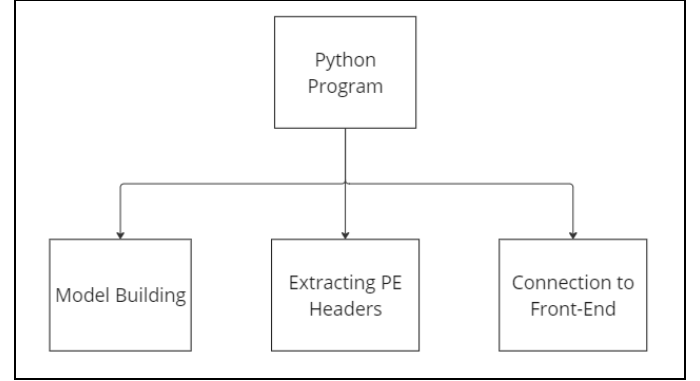 Python
Program
Model Building
Extracting PE
Headers
Connection to
Front-End